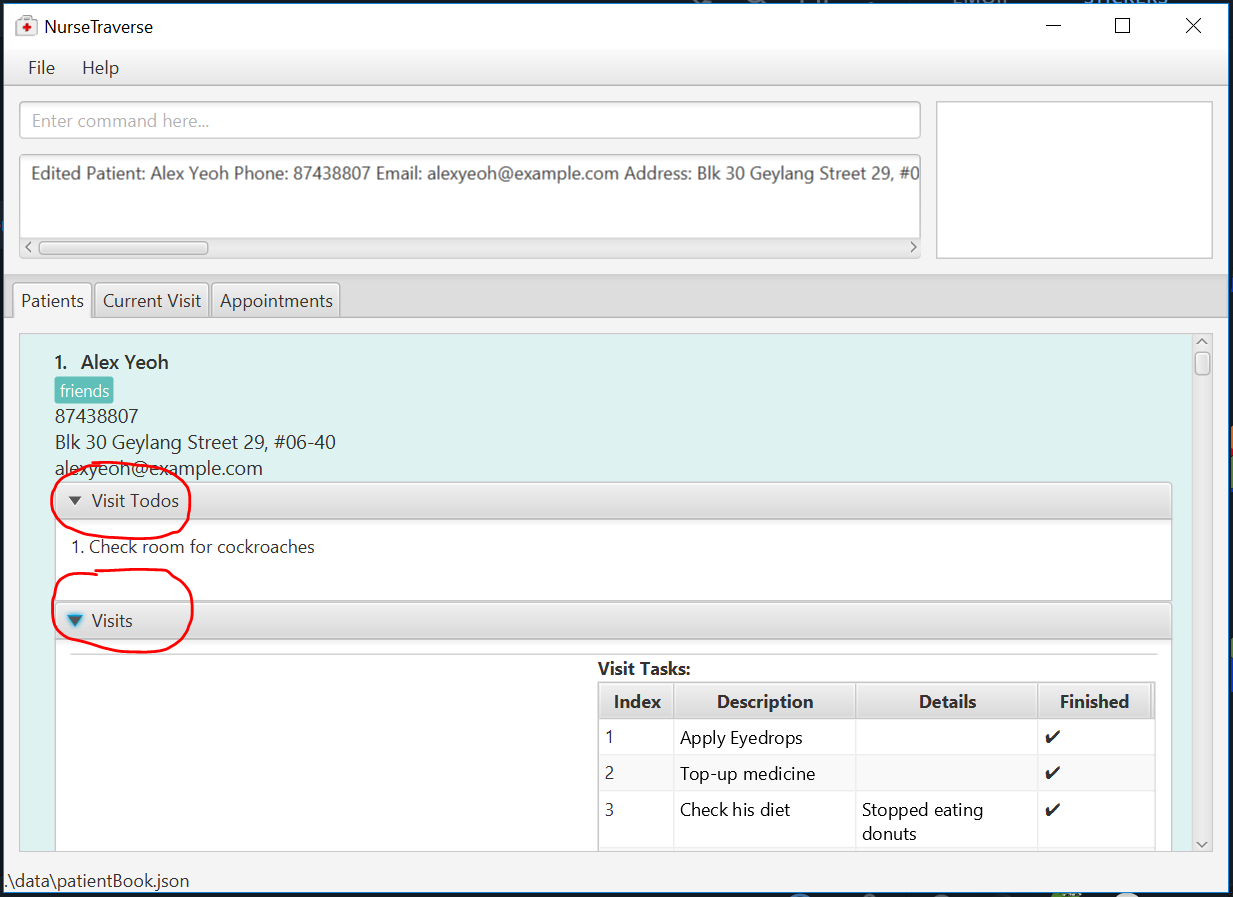 NurseTraverse
File Help
Enter command here...
Edited Patient: Alex Yeoh Phone: 87438807 Email: alexyeoh@example.com Address: Blk 30 Geylang Street 29, #0
Patients Current Visit Appointments
1. Alex Yeoh
friends
87438807
Blk 30 Geylang Street 29, #06-40
alexyeoh@example.com
Visit Todos
1. Check room for cockroaches
Visits
Visit Tasks:
Index Description Details Finished
1 Apply Eyedrops ✔
2 Top-up medicine ✔
3 Check his diet Stopped eating ✔
donuts
.\data\patientBook.json